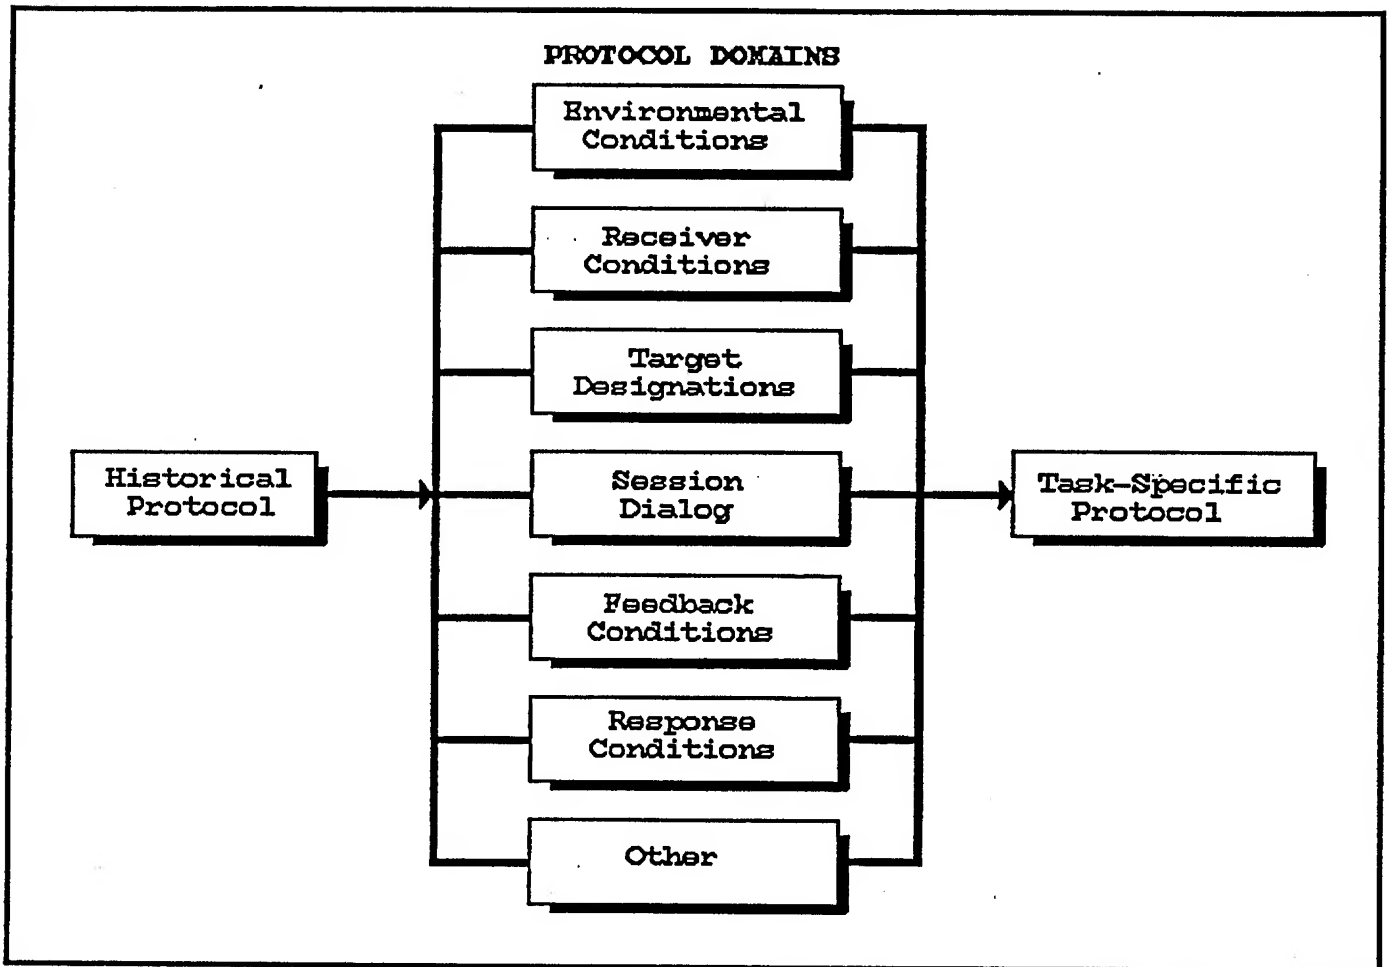 PROTOCOL DOMAINS
Environmental
Conditions
Receiver
Conditions
Target
Designations
Historical
Protocol
Session
Dialog
Task-Specific
Protocol
Feedback
Conditions
Response
Conditions
Other